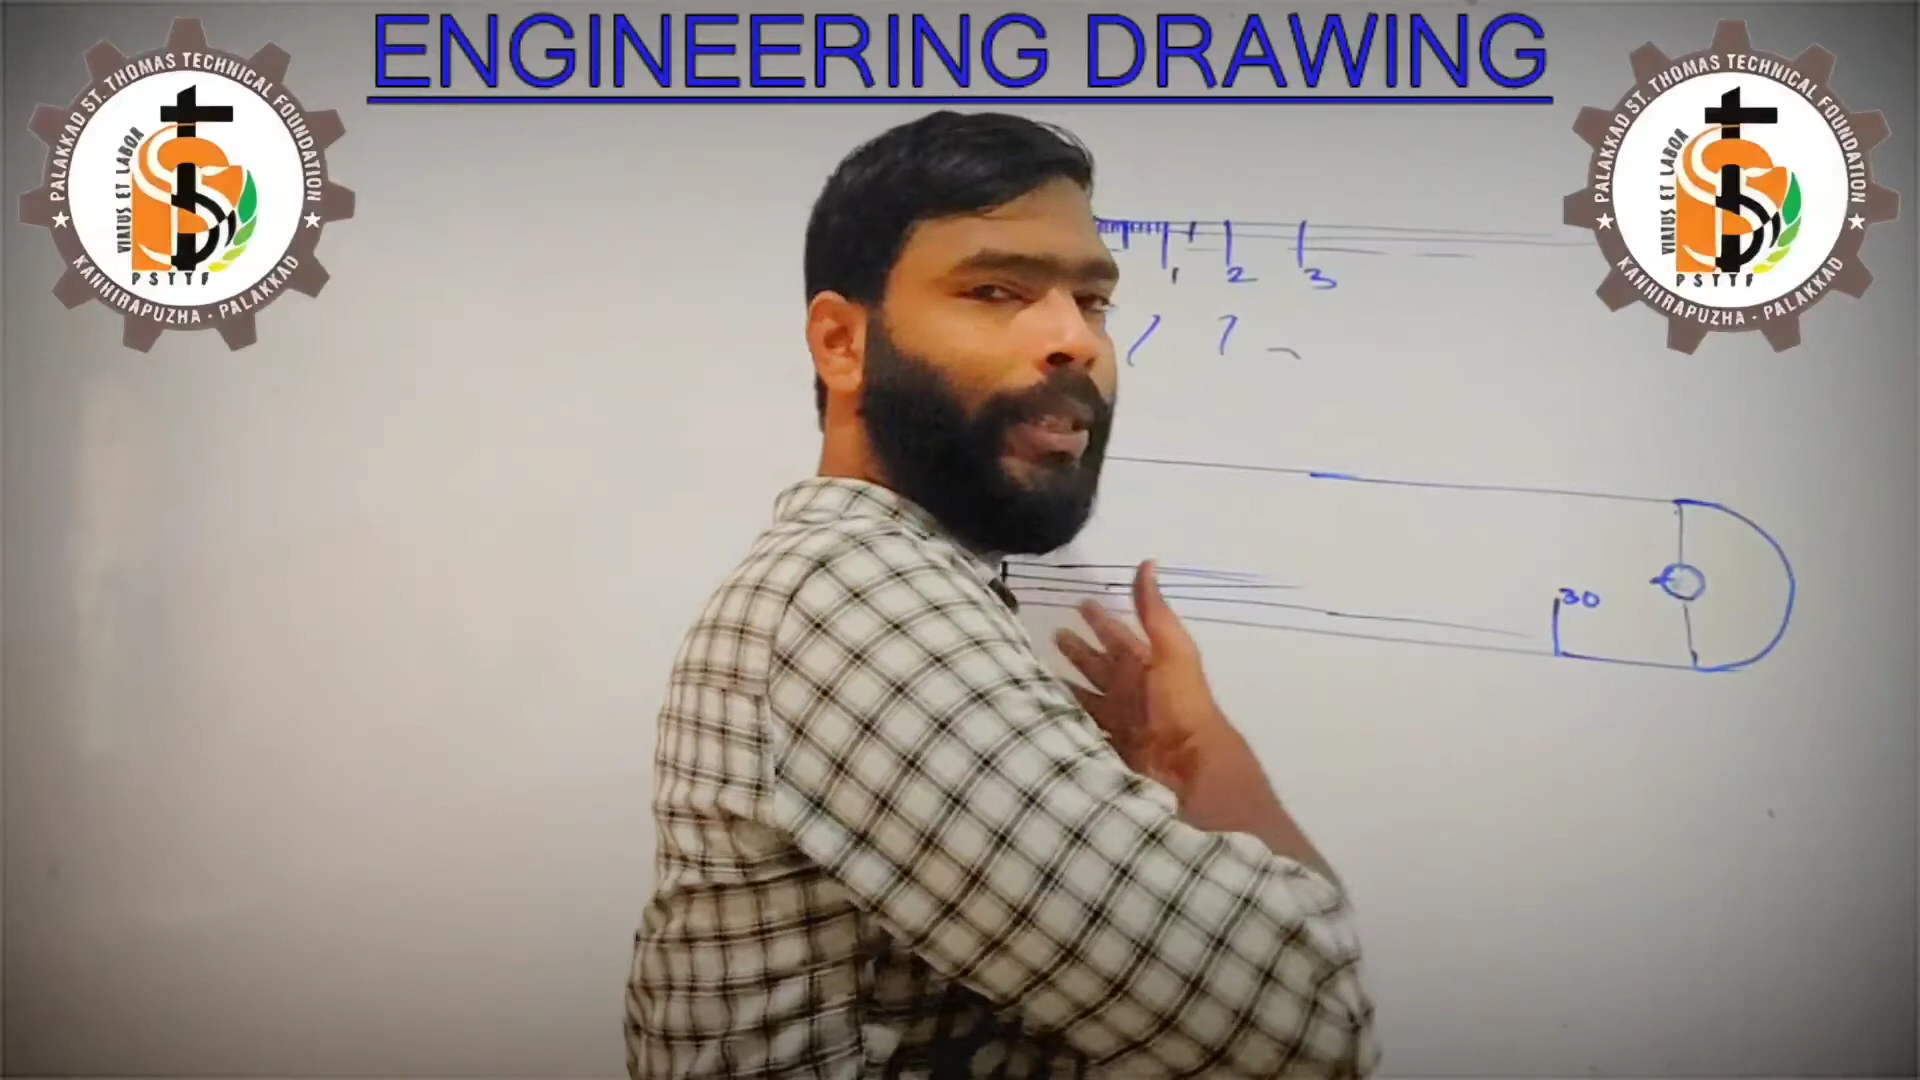 ENGINEERING DRAWING
PALAKKAD ST. THOMAS TECHNICAL FOUNDATION
VIRTUS ET LABOR
PSTTF
KANHIRAPUZHA - PALAKKAD
PALAKKAD ST. THOMAS TECHNICAL FOUNDATION
VIRTUS ET LABOR
PSTTF
KANHIRAPUZHA - PALAKKAD
1 2 3
30